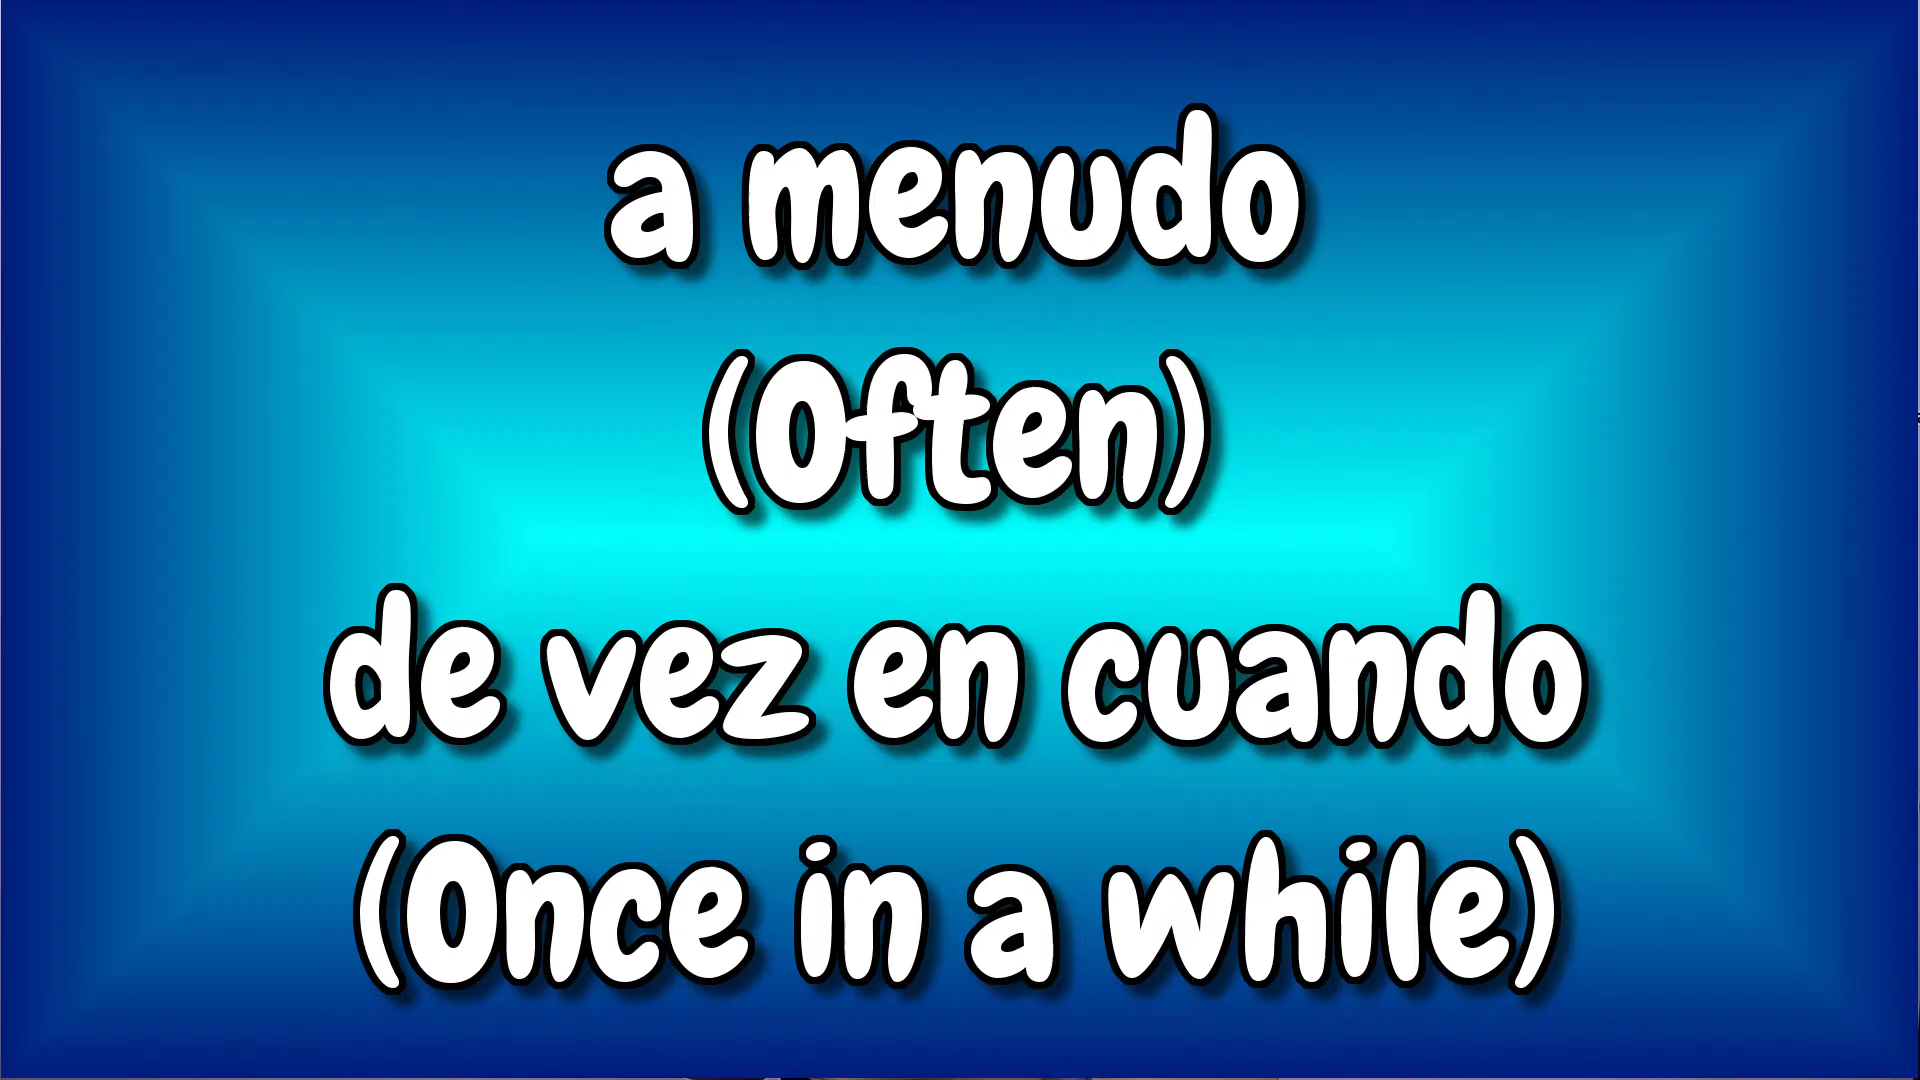 a menudo
(Often)
de vez en cuando
(Once in a while)